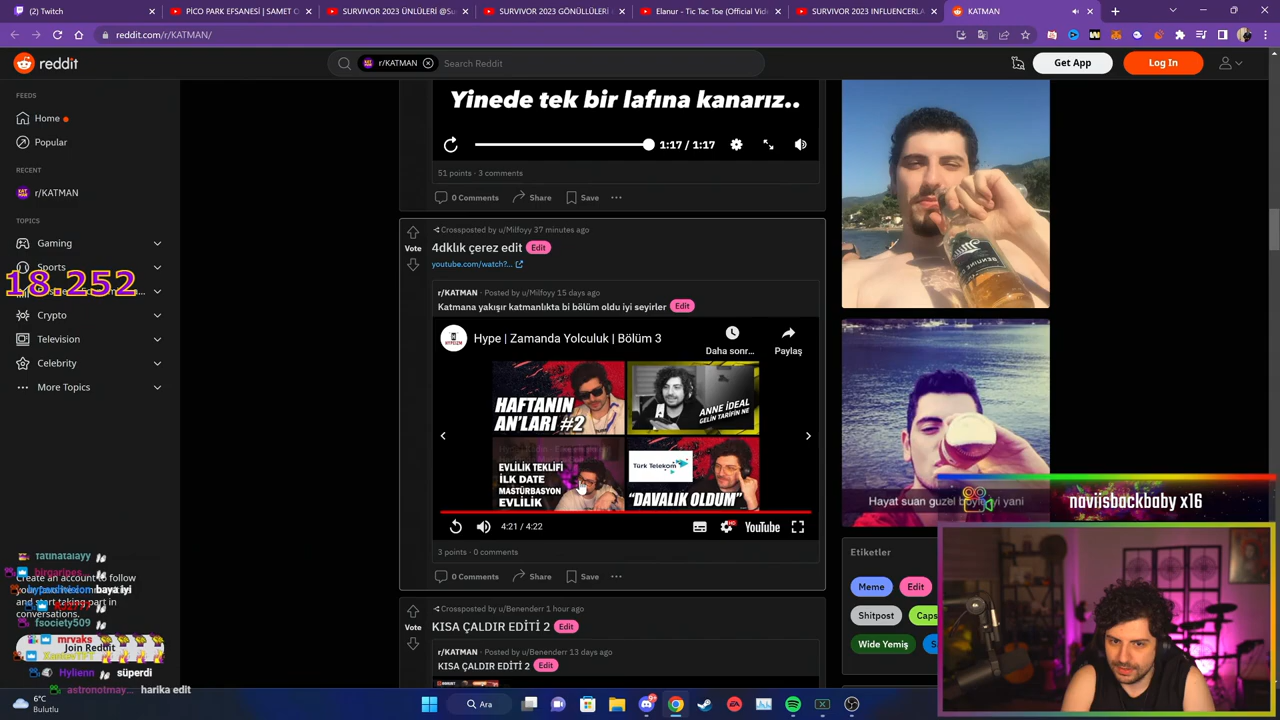 (2) Twitch
PICO PARK EFSANESİ | SAMET C
SURVIVOR 2023 ÜNLÜLERİ @Su
SURVIVOR 2023 GÖNÜLLÜLERİ
Elanur - Tic Tac Toe (Official Vide
SURVIVOR 2023 INFLUENCERLA
KATMAN
reddit.com/r/KATMAN/
reddit
r/KATMAN
Search Reddit
Get App
Log In
FEEDS
Home
Popular
RECENT
r/KATMAN
TOPICS
Gaming
Sports
18.252
Crypto
Television
Celebrity
More Topics
Yinede tek bir lafına kanarız..
1:17 / 1:17
51 points · 3 comments
0 Comments Share Save
Crossposted by u/Milfoyy 37 minutes ago
Vote
4dklık çerez edit Edit
youtube.com/watch?...
r/KATMAN · Posted by u/Milfoyy 15 days ago
Katmana yakışır katmanlıkta bi bölüm oldu iyi seyirler Edit
Hype | Zamanda Yolculuk | Bölüm 3
Daha sonr...
Paylaş
HAFTANIN
AN'LARI #2
ANNE İDEAL
GELİN TARİFİN NE
EVLİLİK TEKLİFİ
İLK DATE
MASTÜRBASYON
EVLİLİK
Türk Telekom
"DAVALIK OLDUM"
4:21 / 4:22
YouTube
3 points · 0 comments
0 Comments Share Save
Crossposted by u/Benenderr 1 hour ago
Vote
KISA ÇALDIR EDİTİ 2 Edit
r/KATMAN · Posted by u/Benenderr 13 days ago
KISA ÇALDIR EDİTİ 2 Edit
naviisbackbaby x16
Etiketler
Meme
Edit
Shitpost
Caps
Wide Yemiş
baya iyi
Create an account to follow
and start taking part in
conversations.
fsociety509
mrvaks
Join Reddit
Hylienn süperdi
astronotmay... harika edit
6°C
Bulutlu
Ara